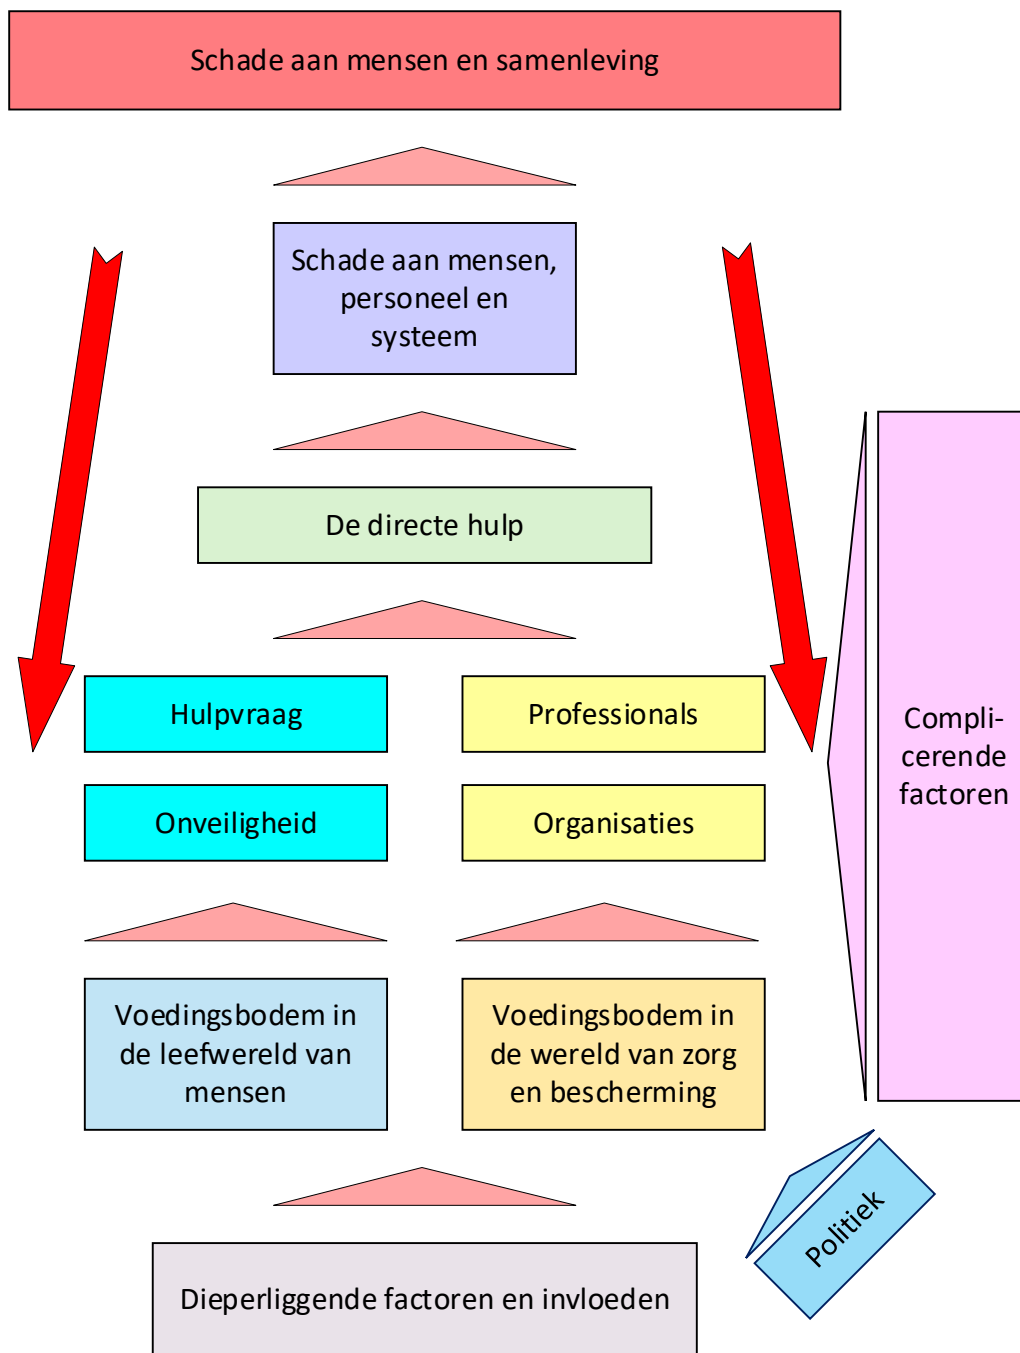 Schade aan mensen en samenleving
Schade aan mensen,
personeel en
systeem
De directe hulp
Hulpvraag
Professionals
Onveiligheid
Organisaties
Compli-
cerende
factoren
Voedingsbodem in
de leefwereld van
mensen
Voedingsbodem in
de wereld van zorg
en bescherming
Politiek
Dieperliggende factoren en invloeden